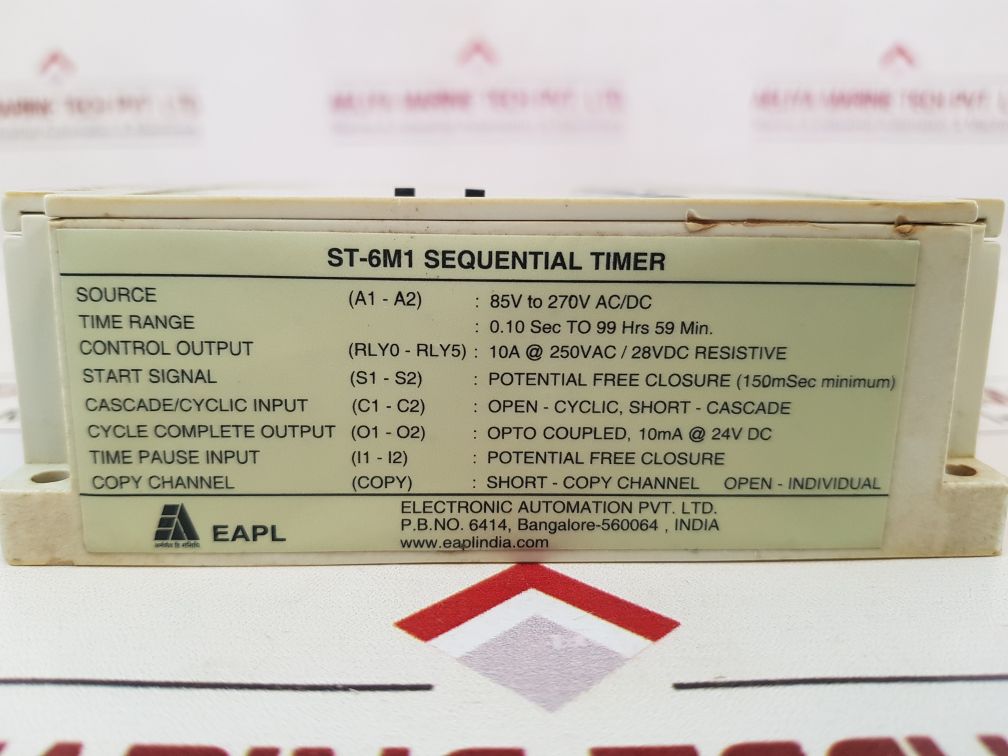 ST-6M1 SEQUENTIAL TIMER
SOURCE (A1 - A2) : 85V to 270V AC/DC
TIME RANGE : 0.10 Sec TO 99 Hrs 59 Min.
CONTROL OUTPUT (RLY0 - RLY5) : 10A @ 250VAC / 28VDC RESISTIVE
START SIGNAL (S1 - S2) : POTENTIAL FREE CLOSURE (150mSec minimum)
CASCADE/CYCLIC INPUT (C1 - C2) : OPEN - CYCLIC, SHORT - CASCADE
CYCLE COMPLETE OUTPUT (O1 - O2) : OPTO COUPLED, 10mA @ 24V DC
TIME PAUSE INPUT (I1 - I2) : POTENTIAL FREE CLOSURE
COPY CHANNEL (COPY) : SHORT - COPY CHANNEL OPEN - INDIVIDUAL
EAPL
ELECTRONIC AUTOMATION PVT. LTD.
P.B.NO. 6414, Bangalore-560064 , INDIA
www.eaplindia.com